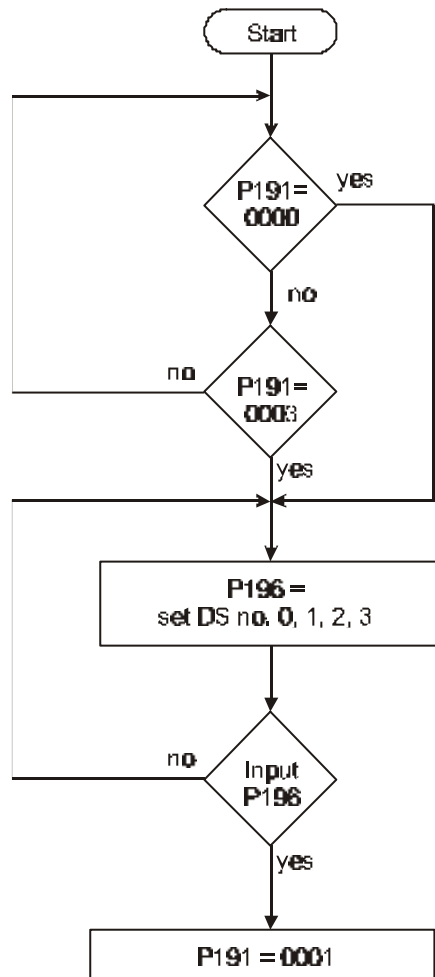 Start
P191=
0000
yes
no
P191=
0003
no
yes
P196 =
set DS no. 0, 1, 2, 3
Input
P196
no
yes
P191 = 0001